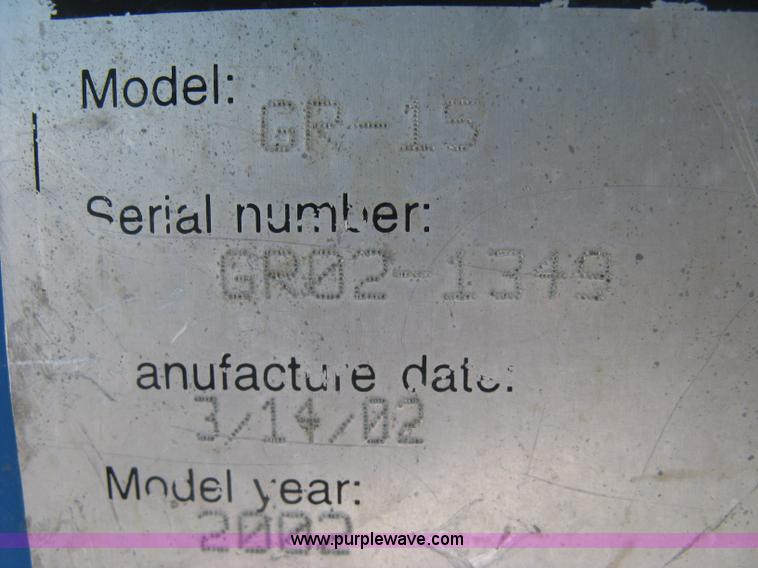 Model:
GR-15
Serial number:
GR02-1349
anufacture date:
3/14/02
Model year:
2002
www.purplewave.com